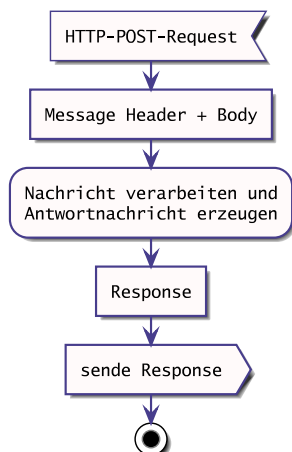 HTTP-POST-Request
Message Header + Body
Nachricht verarbeiten und
Antwortnachricht erzeugen
Response
sende Response